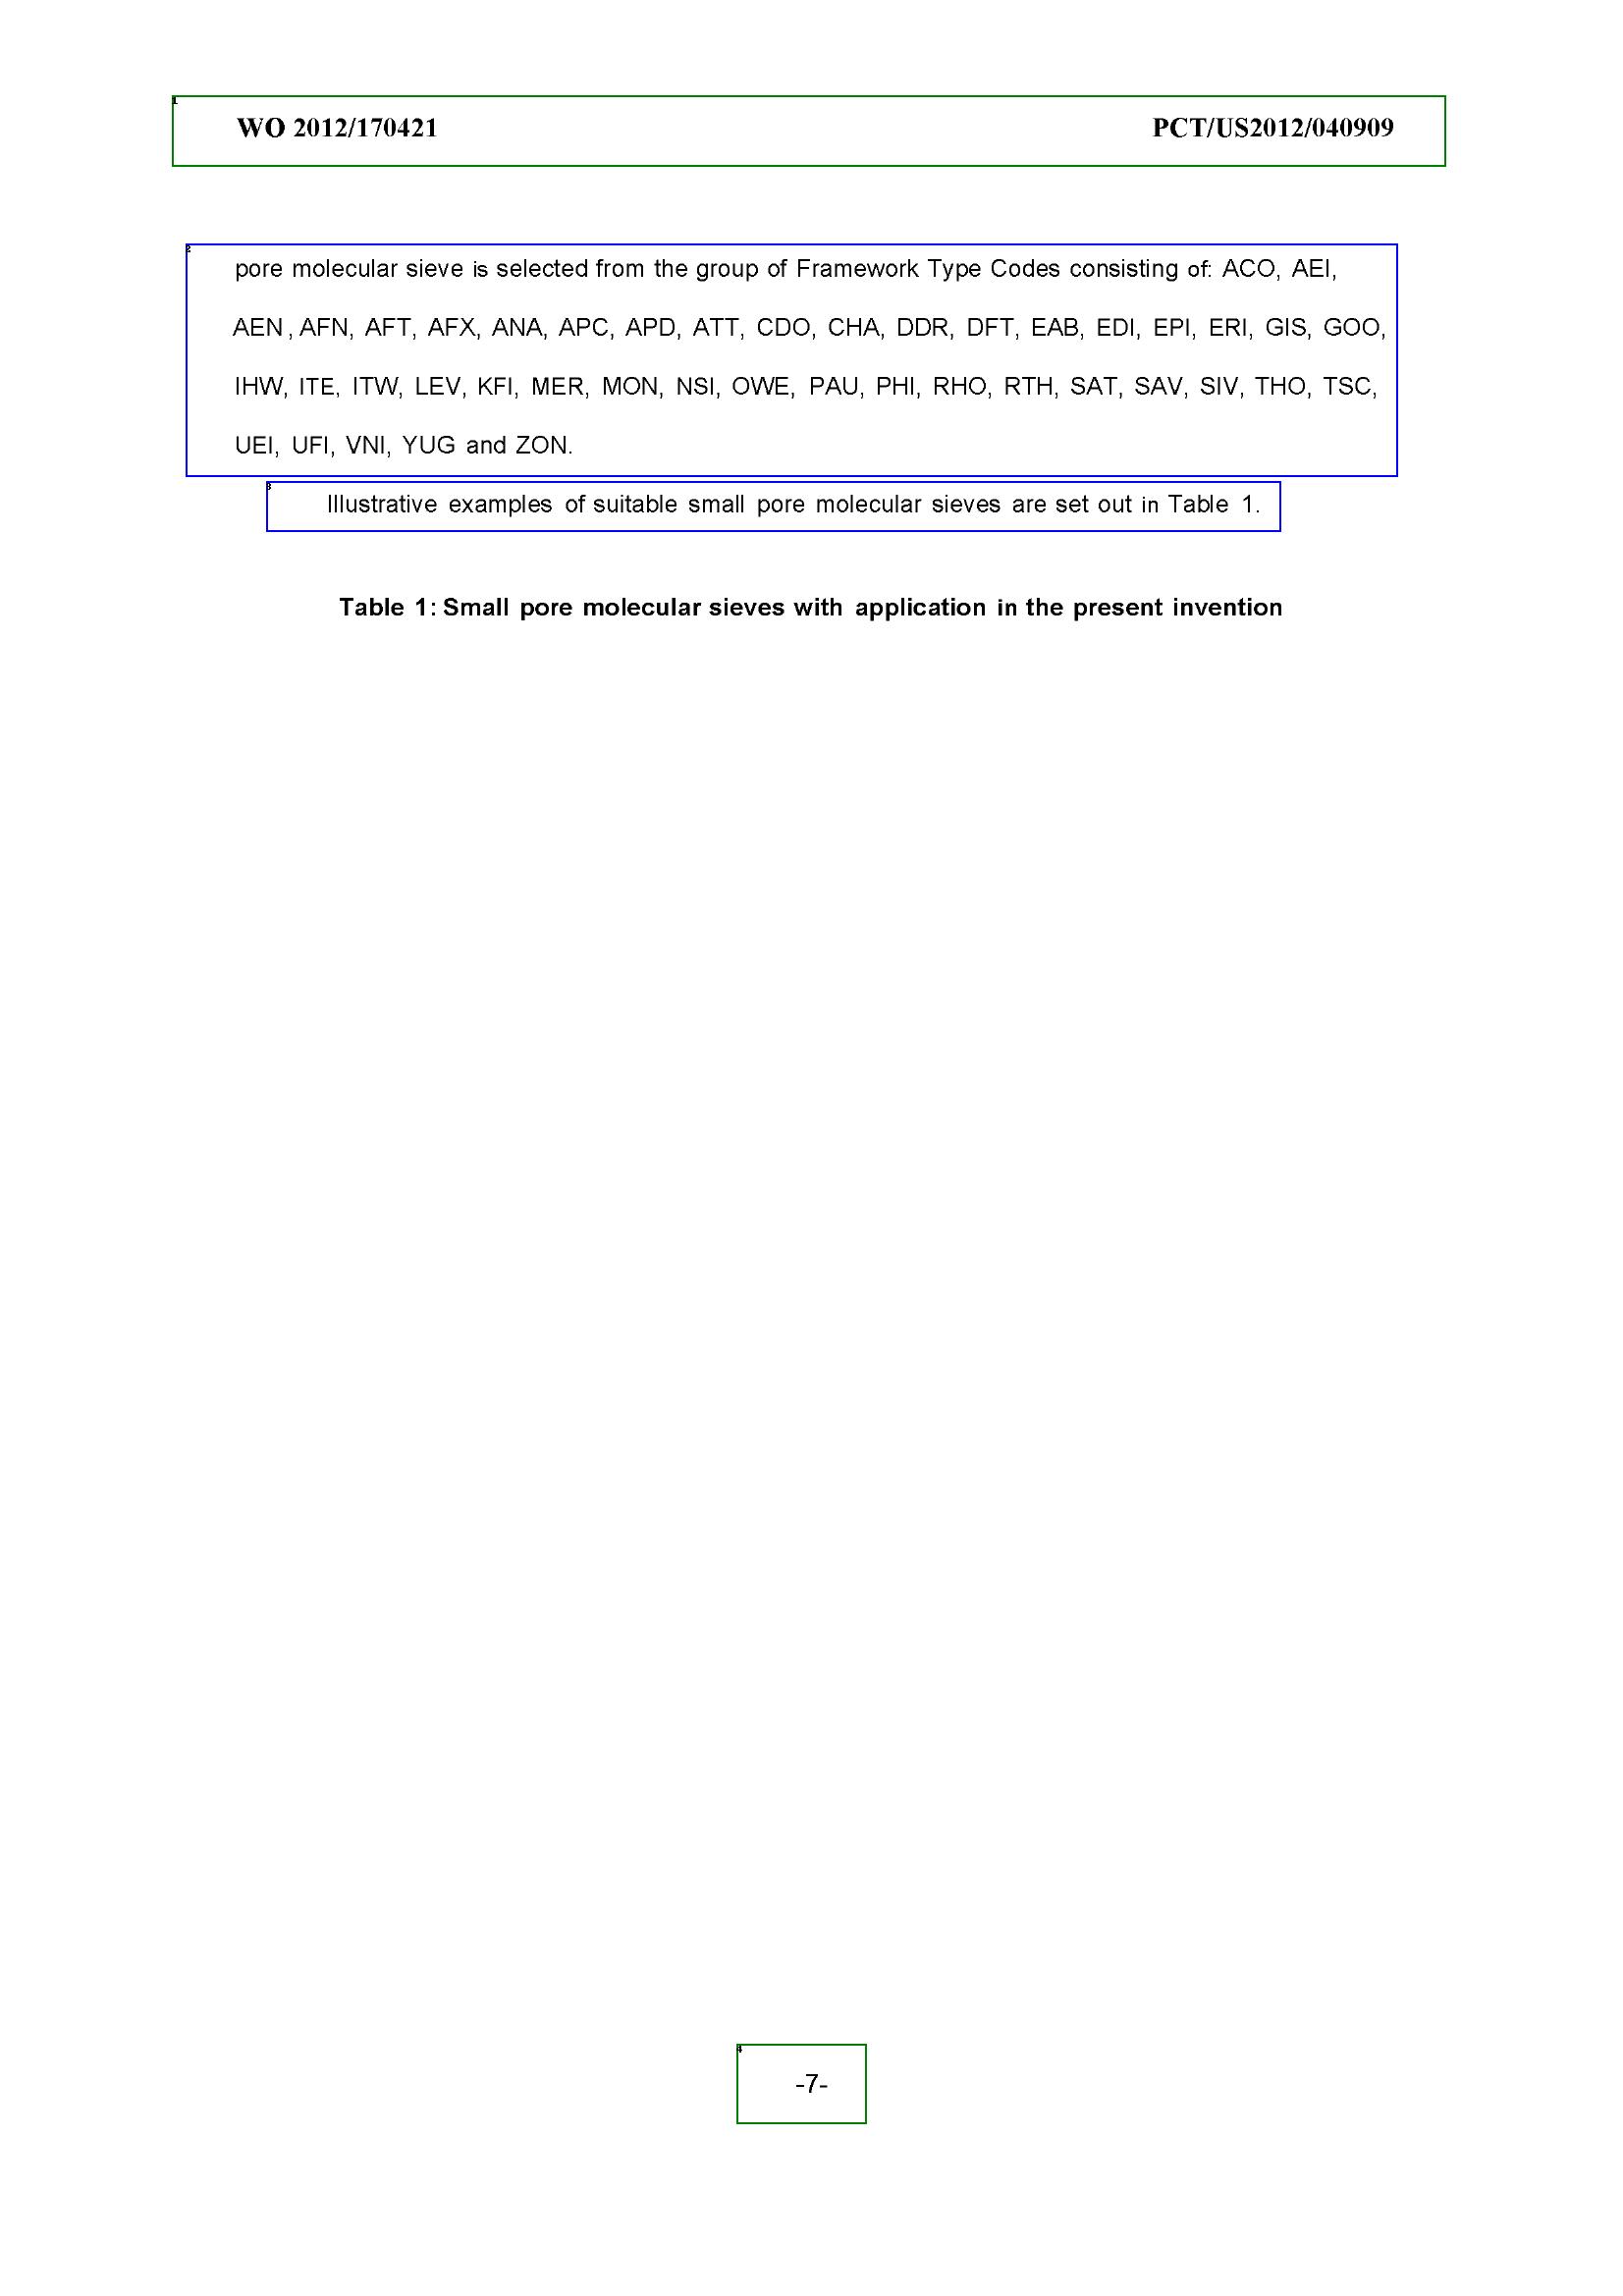 1
WO 2012/170421 PCT/US2012/040909
2
pore molecular sieve is selected from the group of Framework Type Codes consisting of: ACO, AEI,
AEN, AFN, AFT, AFX, ANA, APC, APD, ATT, CDO, CHA, DDR, DFT, EAB, EDI, EPI, ERI, GIS, GOO,
IHW, ITE, ITW, LEV, KFI, MER, MON, NSI, OWE, PAU, PHI, RHO, RTH, SAT, SAV, SIV, THO, TSC,
UEI, UFI, VNI, YUG and ZON.
3
Illustrative examples of suitable small pore molecular sieves are set out in Table 1.
Table 1: Small pore molecular sieves with application in the present invention
4
-7-